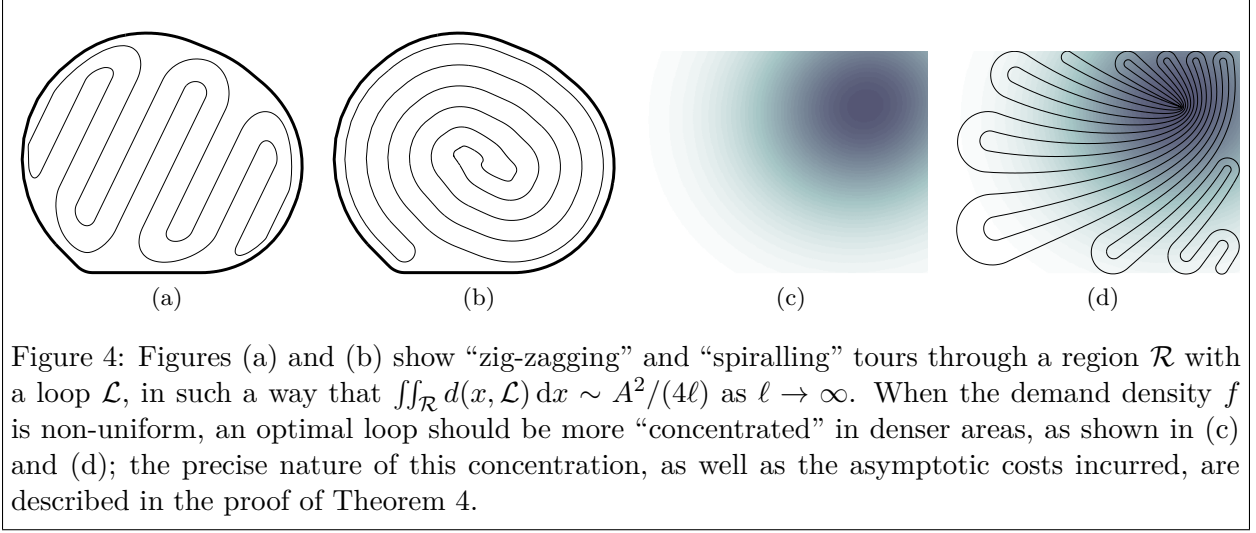 (a) (b) (c) (d)
Figure 4: Figures (a) and (b) show “zig-zagging” and “spiralling” tours through a region ℛ with
a loop ℒ, in such a way that ∬_ℛ d(x, ℒ) dx ∼ A²/(4ℓ) as ℓ → ∞. When the demand density f
is non-uniform, an optimal loop should be more “concentrated” in denser areas, as shown in (c)
and (d); the precise nature of this concentration, as well as the asymptotic costs incurred, are
described in the proof of Theorem 4.